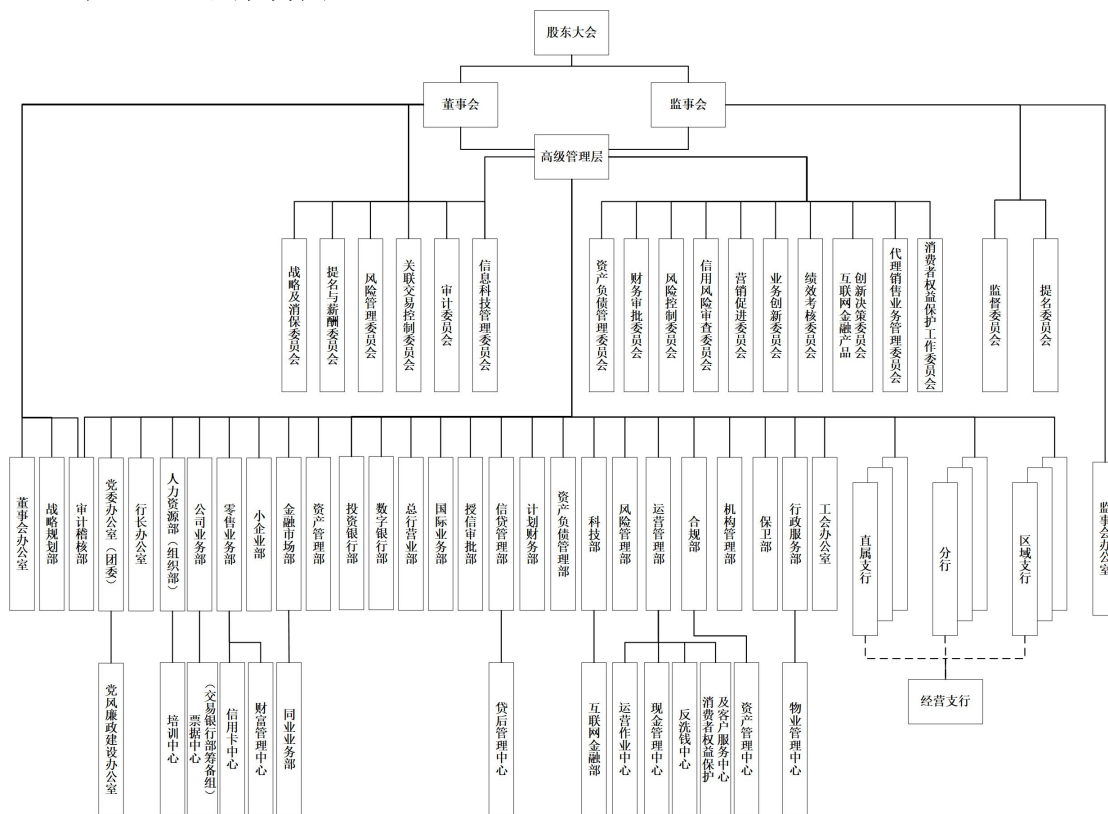 股东大会
董事会
监事会
高级管理层
战略及消保委员会
提名与薪酬委员会
风险管理委员会
关联交易控制委员会
审计委员会
信息科技管理委员会
资产负债管理委员会
财务审批委员会
风险控制委员会
信用风险审查委员会
营销促进委员会
业务创新委员会
绩效考核委员会
互联网金融产品
创新决策委员会
代理销售业务管理委员会
消费者权益保护工作委员会
监督委员会
提名委员会
董事会办公室
战略规划部
审计稽核部
党委办公室（团委）
行长办公室
人力资源部（组织部）
公司业务部
零售业务部
小企业部
金融市场部
资产管理部
投资银行部
数字银行部
总行营业部
国际业务部
授信审批部
信贷管理部
计划财务部
资产负债管理部
科技部
风险管理部
运营管理部
合规部
机构管理部
保卫部
行政服务部
工会办公室
直属支行
分行
区域支行
监事会办公室
党风廉政建设办公室
培训中心
票据中心
（交易银行部筹备组）
信用卡中心
财富管理中心
同业业务部
贷后管理中心
互联网金融部
运营作业中心
现金管理中心
反洗钱中心
消费者权益保护
及客户服务中心
资产管理中心
物业管理中心
经营支行